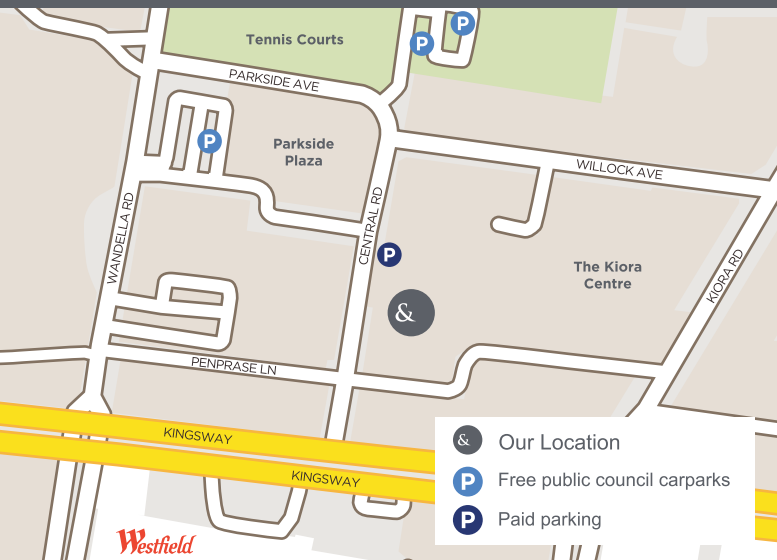 P
P
Tennis Courts
PARKSIDE AVE
P
Parkside
Plaza
WILLOCK AVE
WANDELLA RD
CENTRAL RD
P
The Kiora
Centre
KIORA RD
&
PENPRASE LN
KINGSWAY
KINGSWAY
& Our Location
P Free public council carparks
P Paid parking
Westfield